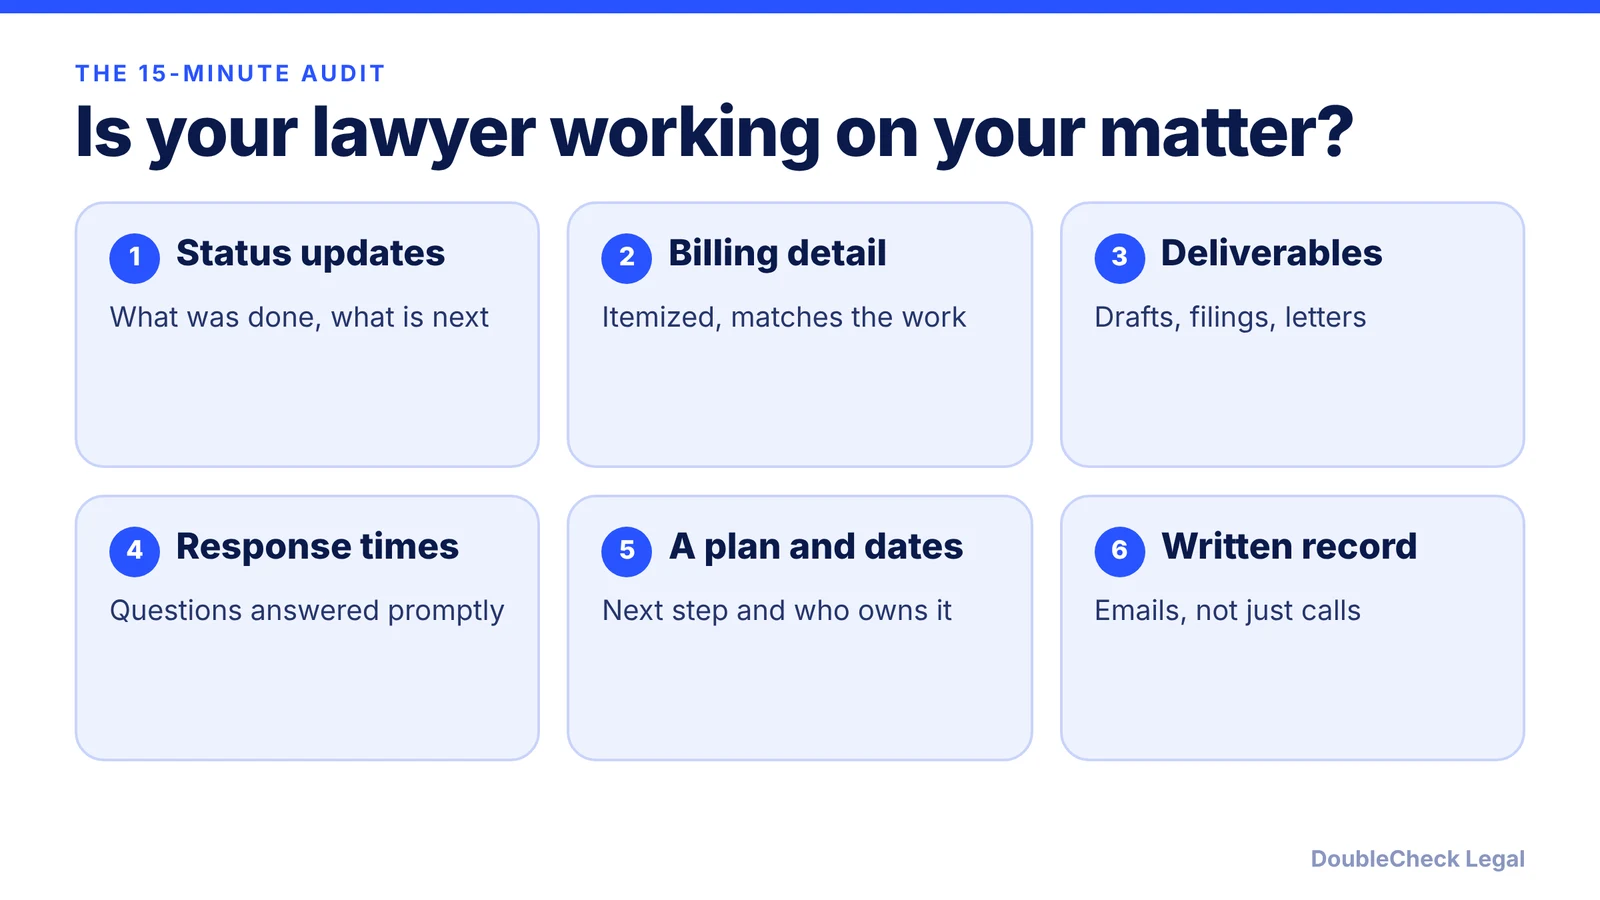 THE 15-MINUTE AUDIT
Is your lawyer working on your matter?
1 Status updates
What was done, what is next
2 Billing detail
Itemized, matches the work
3 Deliverables
Drafts, filings, letters
4 Response times
Questions answered promptly
5 A plan and dates
Next step and who owns it
6 Written record
Emails, not just calls
DoubleCheck Legal